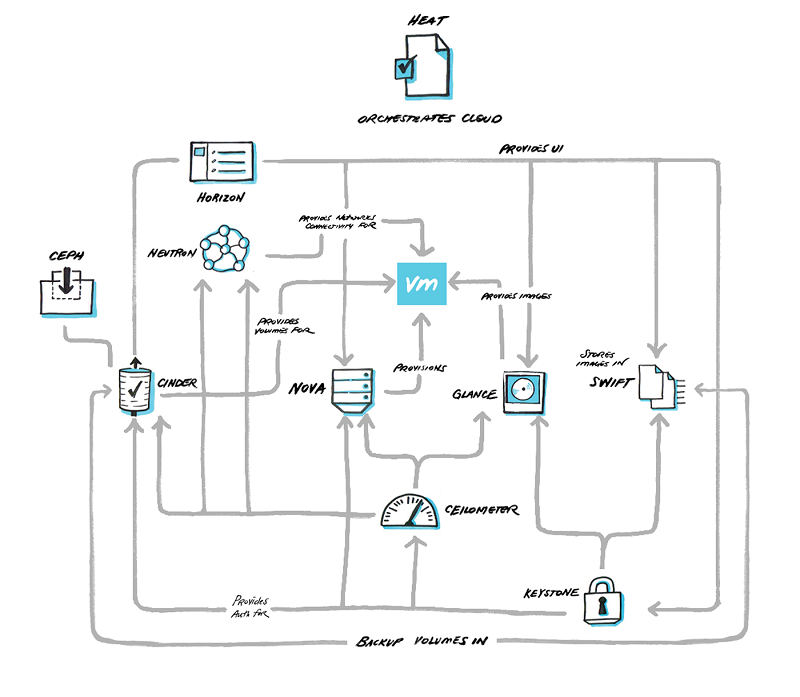 HEAT
ORCHESTRATES CLOUD
PROVIDES UI
HORIZON
PROVIDES NETWORKS
CONNECTIVITY FOR
NEUTRON
CEPH
vm
PROVIDES IMAGES
PROVIDES
VOLUMES FOR
STORES
IMAGES IN
PROVISIONS
CINDER
NOVA
GLANCE
SWIFT
CEILOMETER
KEYSTONE
Provides
Auth for
BACKUP VOLUMES IN